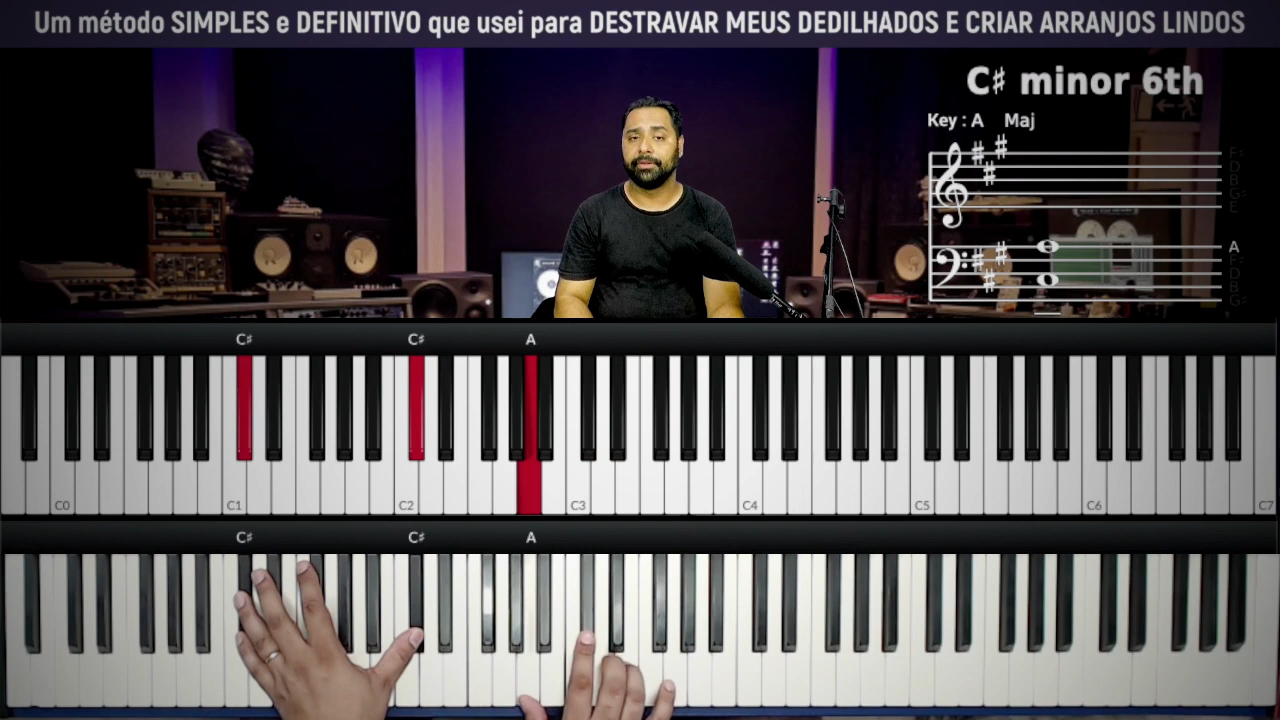 Um método SIMPLES e DEFINITIVO que usei para DESTRAVAR MEUS DEDILHADOS E CRIAR ARRANJOS LINDOS
C♯ minor 6th
Key : A Maj
A
C♯ C♯ A
C0 C1 C2 C3 C4 C5 C6 C7
C♯ C♯ A